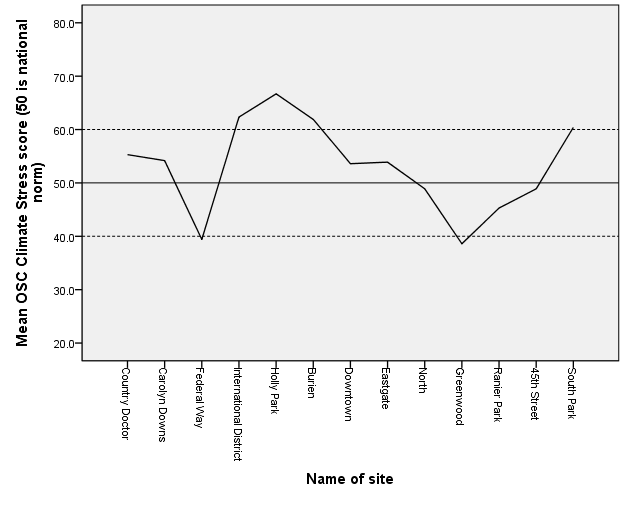 Mean OSC Climate Stress score (50 is national
norm)
80.0
70.0
60.0
50.0
40.0
30.0
20.0
Country Doctor
Carolyn Downs
Federal Way
International District
Holly Park
Burien
Downtown
Eastgate
North
Greenwood
Ranier Park
45th Street
South Park
Name of site